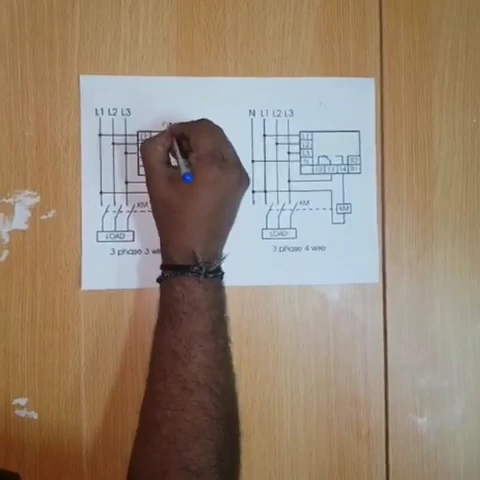 L1 L2 L3
N L1 L2 L3
L1
L2
L3
N
KM
KM
KM
LOAD
LOAD
3 phase 3
3 phase 4 wire